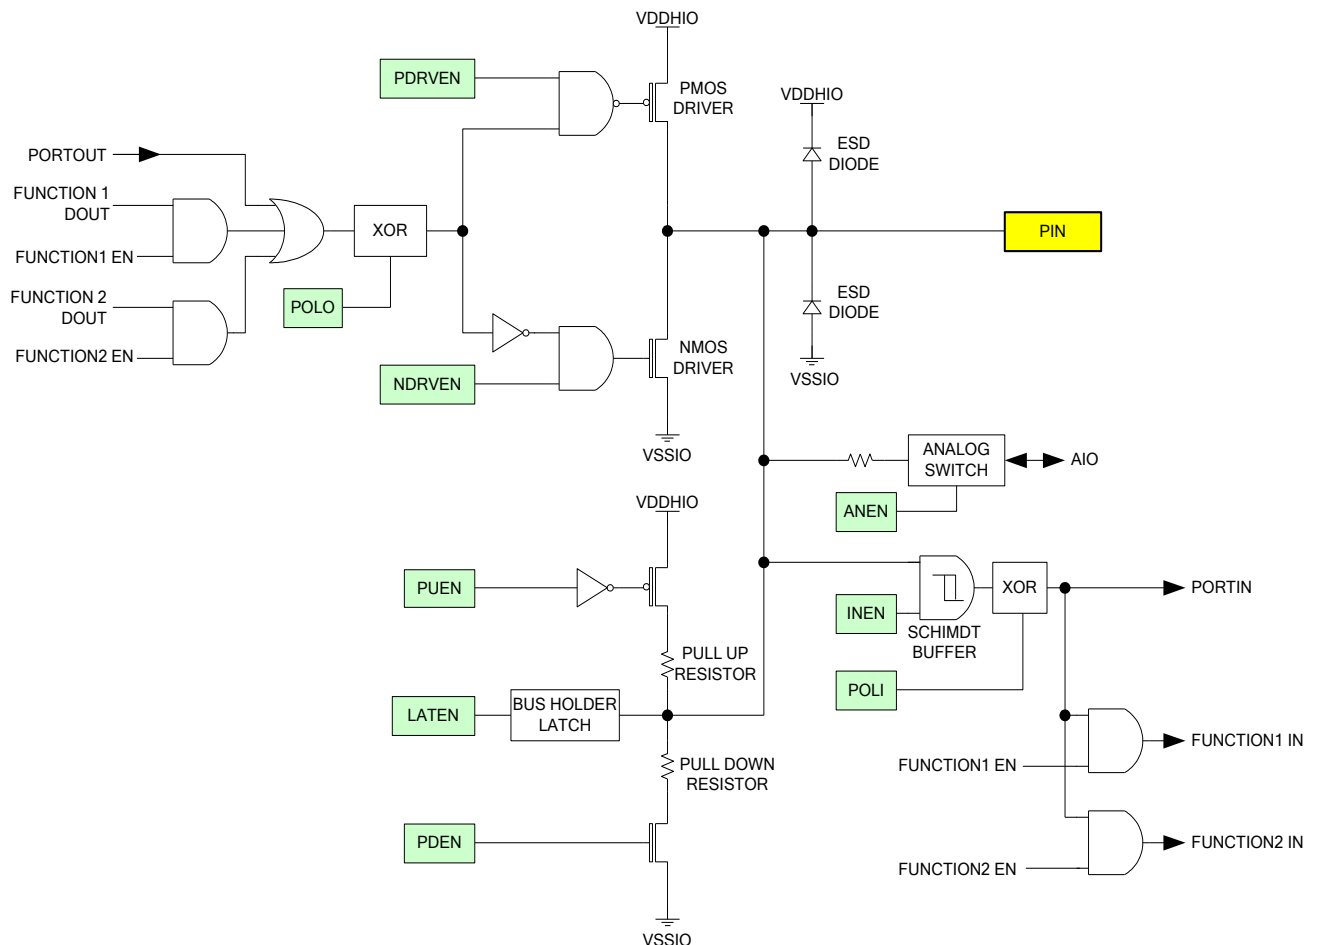 VDDHIO
PDRVEN
PMOS
DRIVER
VDDHIO
ESD
DIODE
PORTOUT
FUNCTION 1
DOUT
XOR
PIN
FUNCTION1 EN
FUNCTION 2
DOUT
POLO
ESD
DIODE
FUNCTION2 EN
NDRVEN
NMOS
DRIVER
VSSIO
VSSIO
ANALOG
SWITCH
AIO
ANEN
VDDHIO
PUEN
XOR
PORTIN
INEN
SCHIMDT
BUFFER
PULL UP
RESISTOR
POLI
LATEN
BUS HOLDER
LATCH
FUNCTION1 IN
FUNCTION1 EN
PULL DOWN
RESISTOR
PDEN
FUNCTION2 IN
FUNCTION2 EN
VSSIO